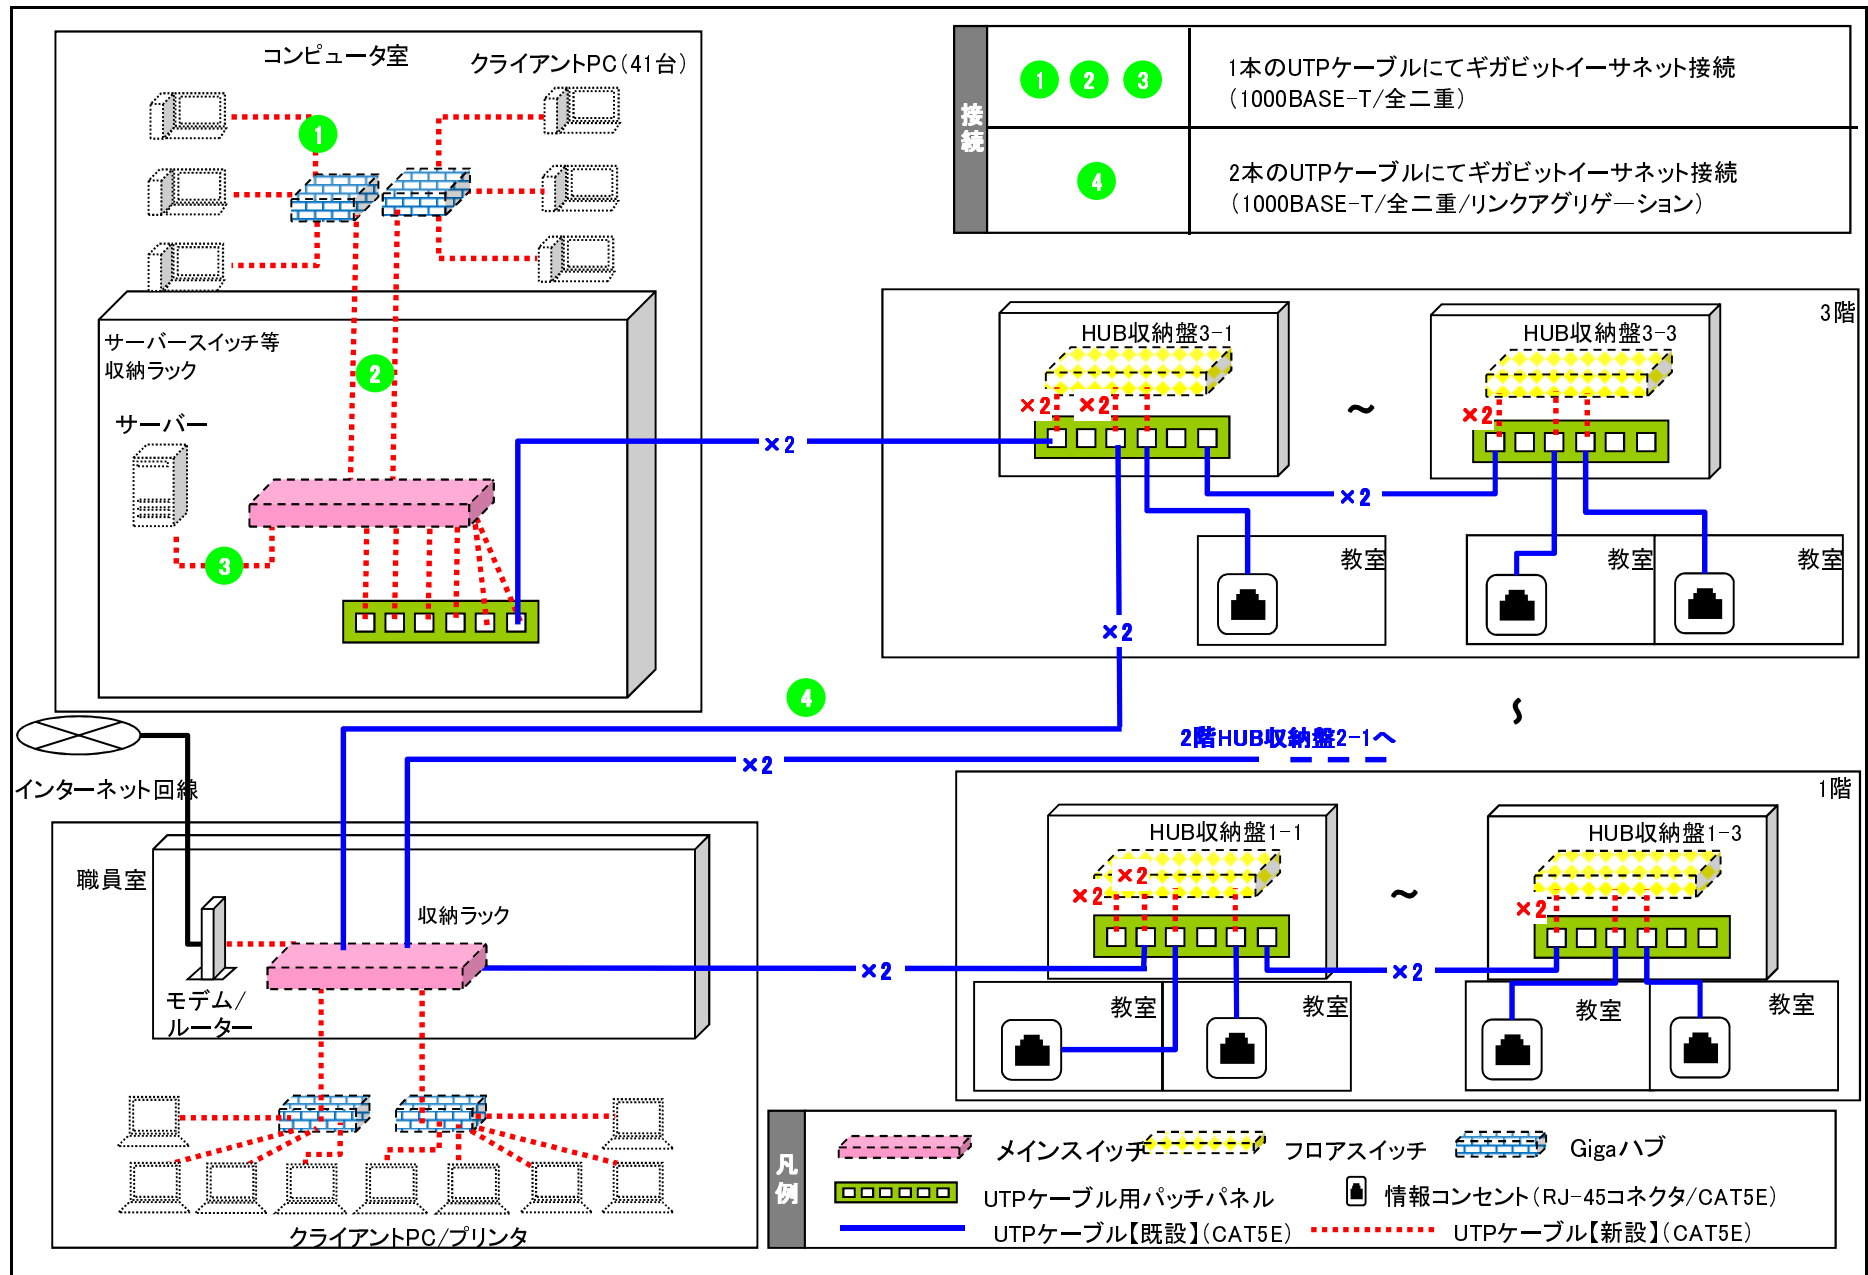 コンピュータ室
クライアントPC(41台)
1
サーバースイッチ等
収納ラック
2
サーバー
3
接続
1 2 3
1本のUTPケーブルにてギガビットイーサネット接続
(1000BASE-T/全二重)
4
2本のUTPケーブルにてギガビットイーサネット接続
(1000BASE-T/全二重/リンクアグリゲーション)
3階
HUB収納盤3-1
×2
×2
～
HUB収納盤3-3
×2
×2
×2
教室
教室
教室
×2
4
～
2階HUB収納盤2-1へ
×2
インターネット回線
職員室
収納ラック
モデム/
ルーター
×2
クライアントPC/プリンタ
1階
HUB収納盤1-1
×2
×2
～
HUB収納盤1-3
×2
×2
教室
教室
教室
教室
凡例
メインスイッチ
フロアスイッチ
Gigaハブ
UTPケーブル用パッチパネル
情報コンセント(RJ-45コネクタ/CAT5E)
UTPケーブル【既設】(CAT5E)
UTPケーブル【新設】(CAT5E)